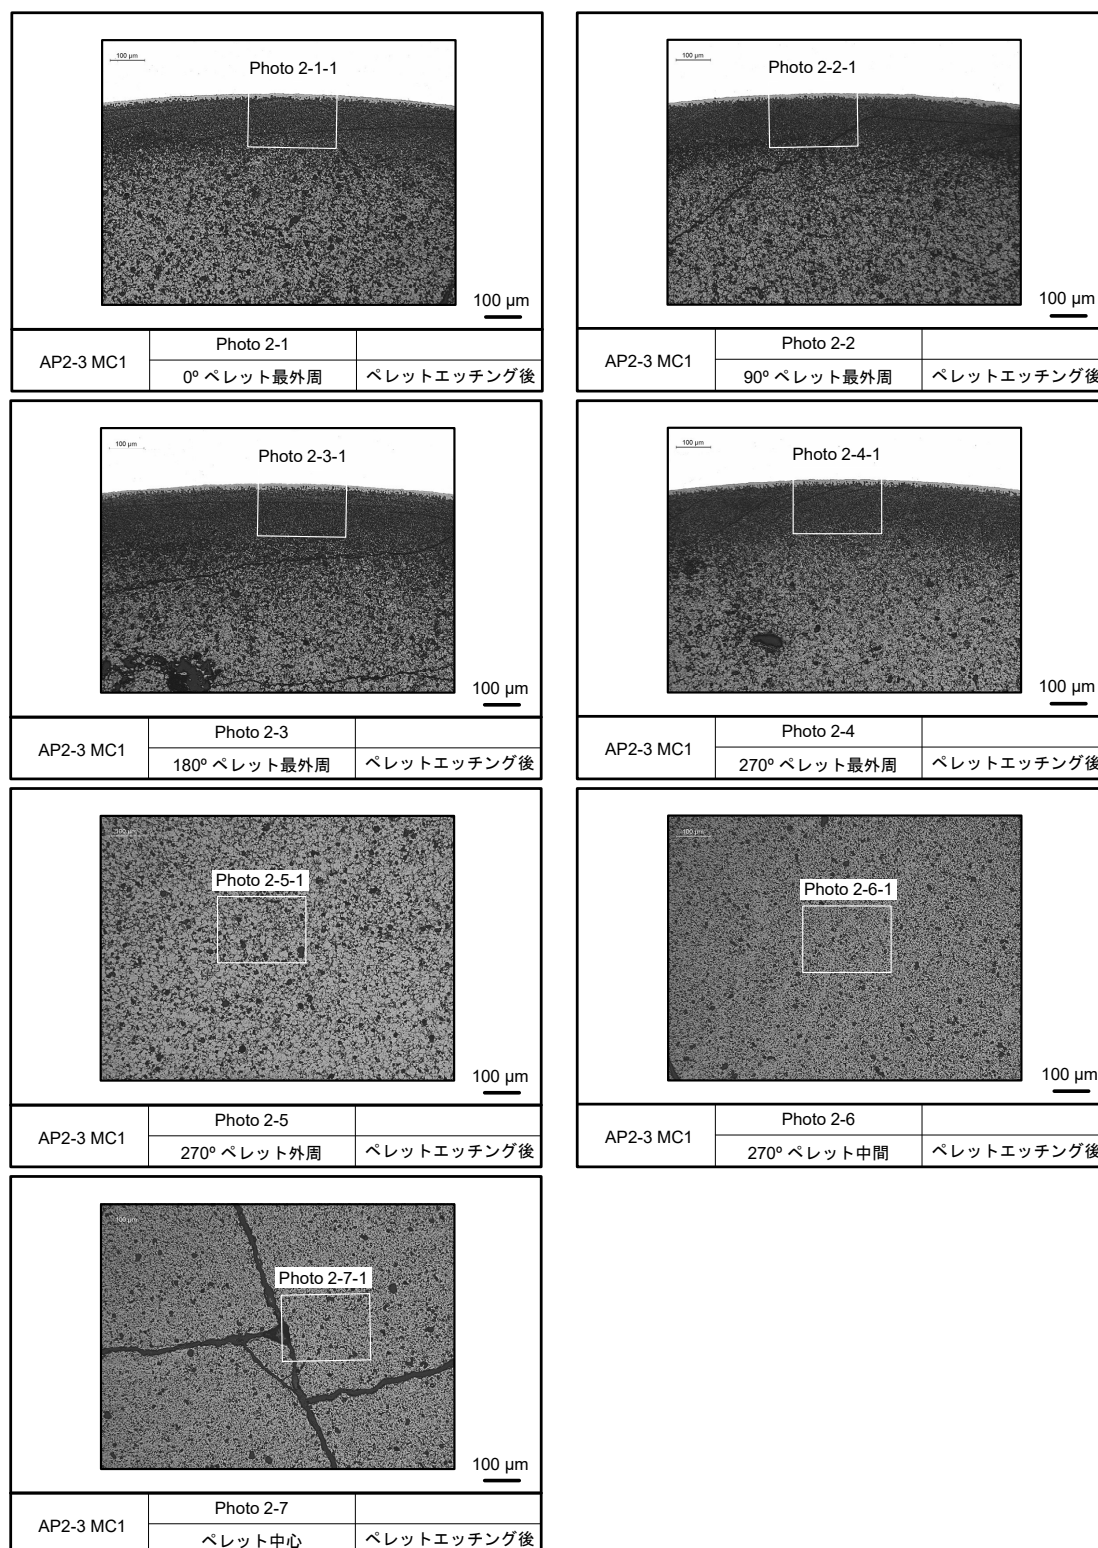 100 µm
Photo 2-1-1
100 µm
AP2-3 MC1
Photo 2-1
0º ペレット最外周
ペレットエッチング後
100 µm
Photo 2-2-1
100 µm
AP2-3 MC1
Photo 2-2
90º ペレット最外周
ペレットエッチング後
100 µm
Photo 2-3-1
100 µm
AP2-3 MC1
Photo 2-3
180º ペレット最外周
ペレットエッチング後
100 µm
Photo 2-4-1
100 µm
AP2-3 MC1
Photo 2-4
270º ペレット最外周
ペレットエッチング後
100 µm
Photo 2-5-1
100 µm
AP2-3 MC1
Photo 2-5
270º ペレット外周
ペレットエッチング後
100 µm
Photo 2-6-1
100 µm
AP2-3 MC1
Photo 2-6
270º ペレット中間
ペレットエッチング後
100 µm
Photo 2-7-1
100 µm
AP2-3 MC1
Photo 2-7
ペレット中心
ペレットエッチング後